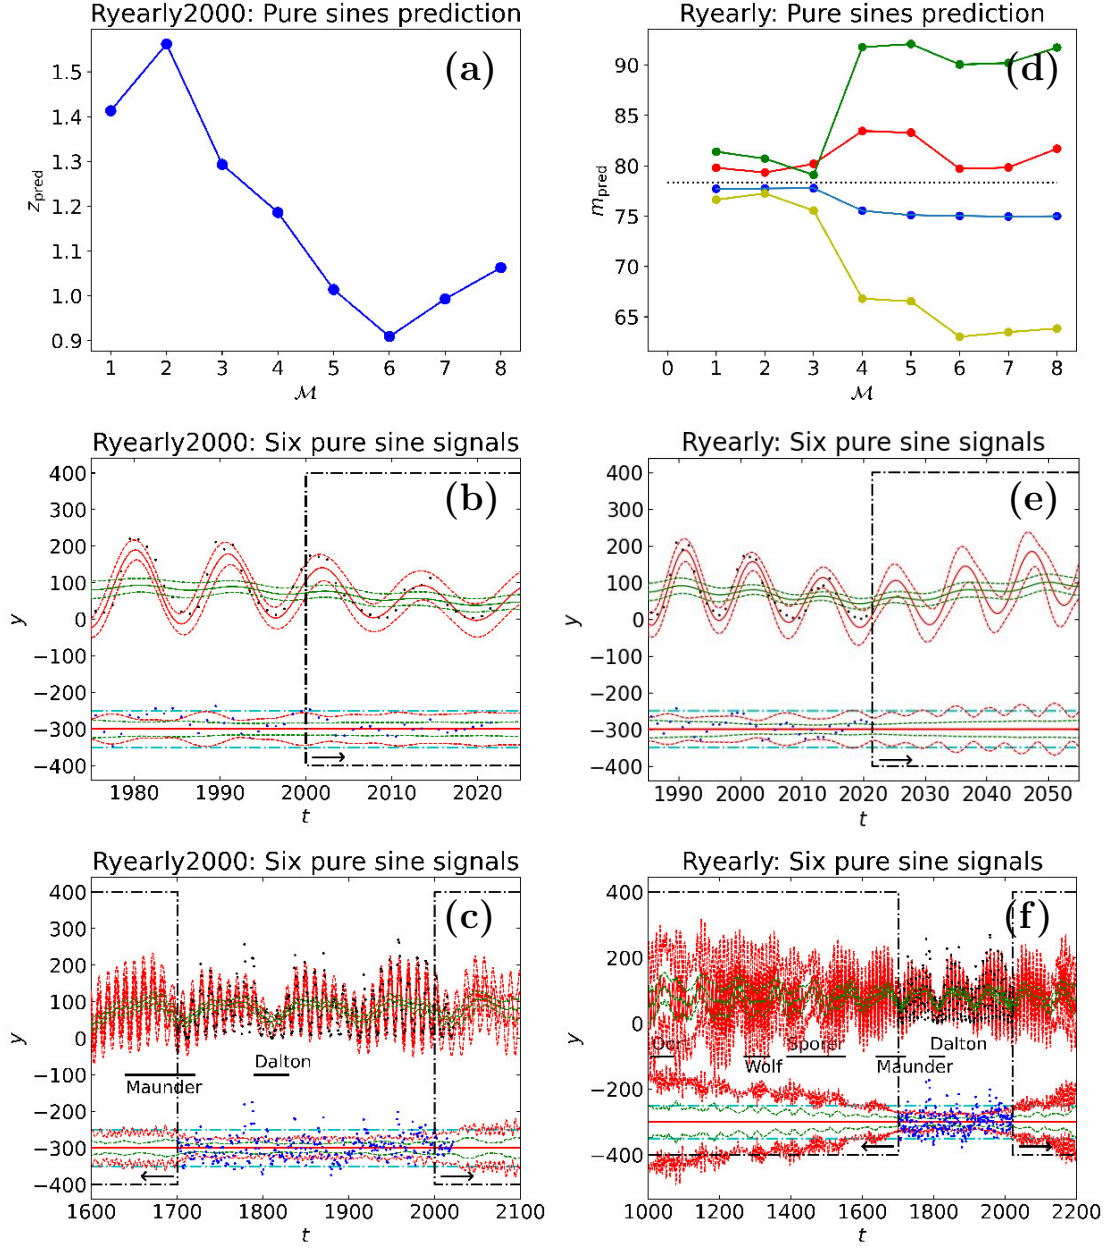 Ryearly2000: Pure sines prediction
(a)
1.5
1.4
1.3
1.2
1.1
1.0
0.9
z_pred
1 2 3 4 5 6 7 8
ℳ
Ryearly: Pure sines prediction
(d)
90
85
80
75
70
65
m_pred
0 1 2 3 4 5 6 7 8
ℳ
Ryearly2000: Six pure sine signals
(b)
400
300
200
100
0
−100
−200
−300
−400
y
1980 1990 2000 2010 2020
t
Ryearly: Six pure sine signals
(e)
400
300
200
100
0
−100
−200
−300
−400
y
1990 2000 2010 2020 2030 2040 2050
t
Ryearly2000: Six pure sine signals
(c)
400
300
200
100
0
−100
−200
−300
−400
y
Dalton
Maunder
1600 1700 1800 1900 2000 2100
t
Ryearly: Six pure sine signals
(f)
400
300
200
100
0
−100
−200
−300
−400
y
Oort Sporer Dalton
Wolf Maunder
1000 1200 1400 1600 1800 2000 2200
t